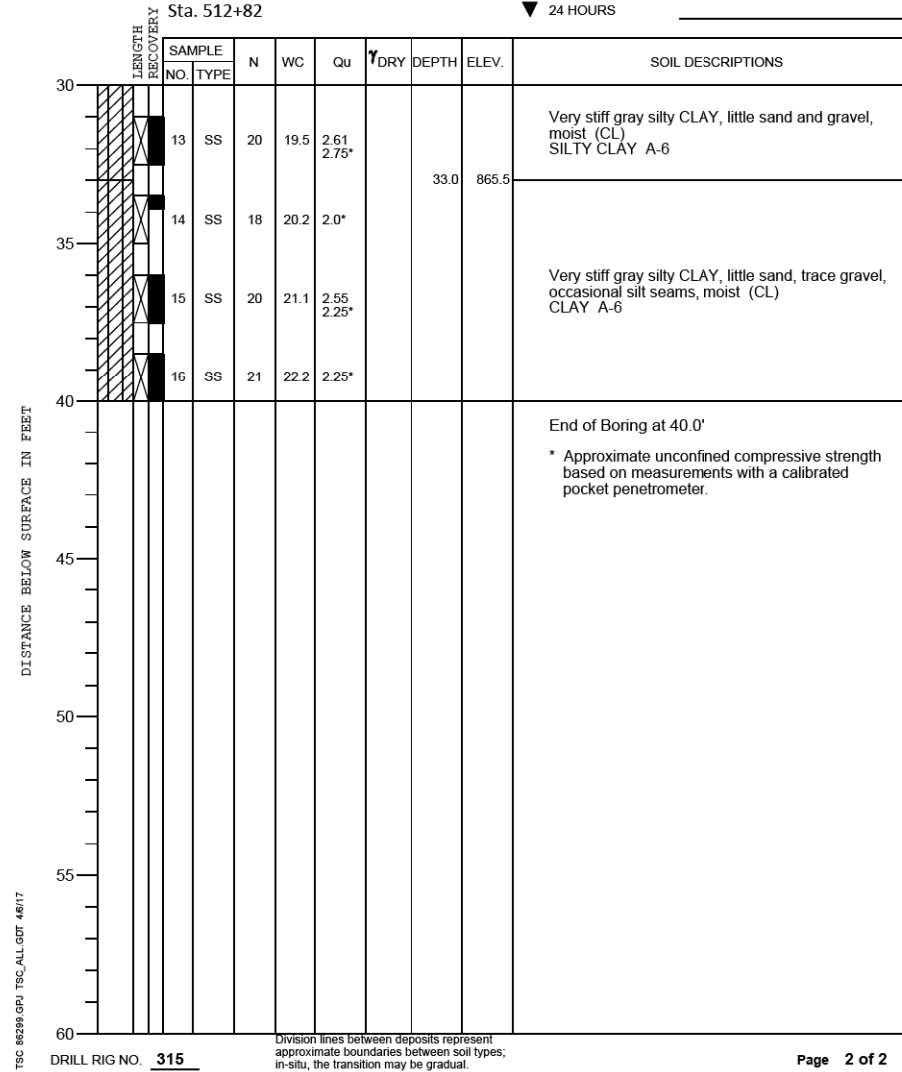 Sta. 512+82
▼ 24 HOURS
LENGTH
RECOVERY
SAMPLE
NO. TYPE
N
WC
Qu
γDRY
DEPTH
ELEV.
SOIL DESCRIPTIONS
30
Very stiff gray silty CLAY, little sand and gravel,
moist (CL)
SILTY CLAY A-6
13 SS 20 19.5 2.61
2.75*
33.0 865.5
14 SS 18 20.2 2.0*
35
Very stiff gray silty CLAY, little sand, trace gravel,
occasional silt seams, moist (CL)
CLAY A-6
15 SS 20 21.1 2.55
2.25*
16 SS 21 22.2 2.25*
40
End of Boring at 40.0'
* Approximate unconfined compressive strength
based on measurements with a calibrated
pocket penetrometer.
DISTANCE BELOW SURFACE IN FEET
45
50
55
60
TSC 86299.GPJ TSC_ALL.GDT 4/6/17
DRILL RIG NO. 315
Division lines between deposits represent
approximate boundaries between soil types;
in-situ, the transition may be gradual.
Page 2 of 2